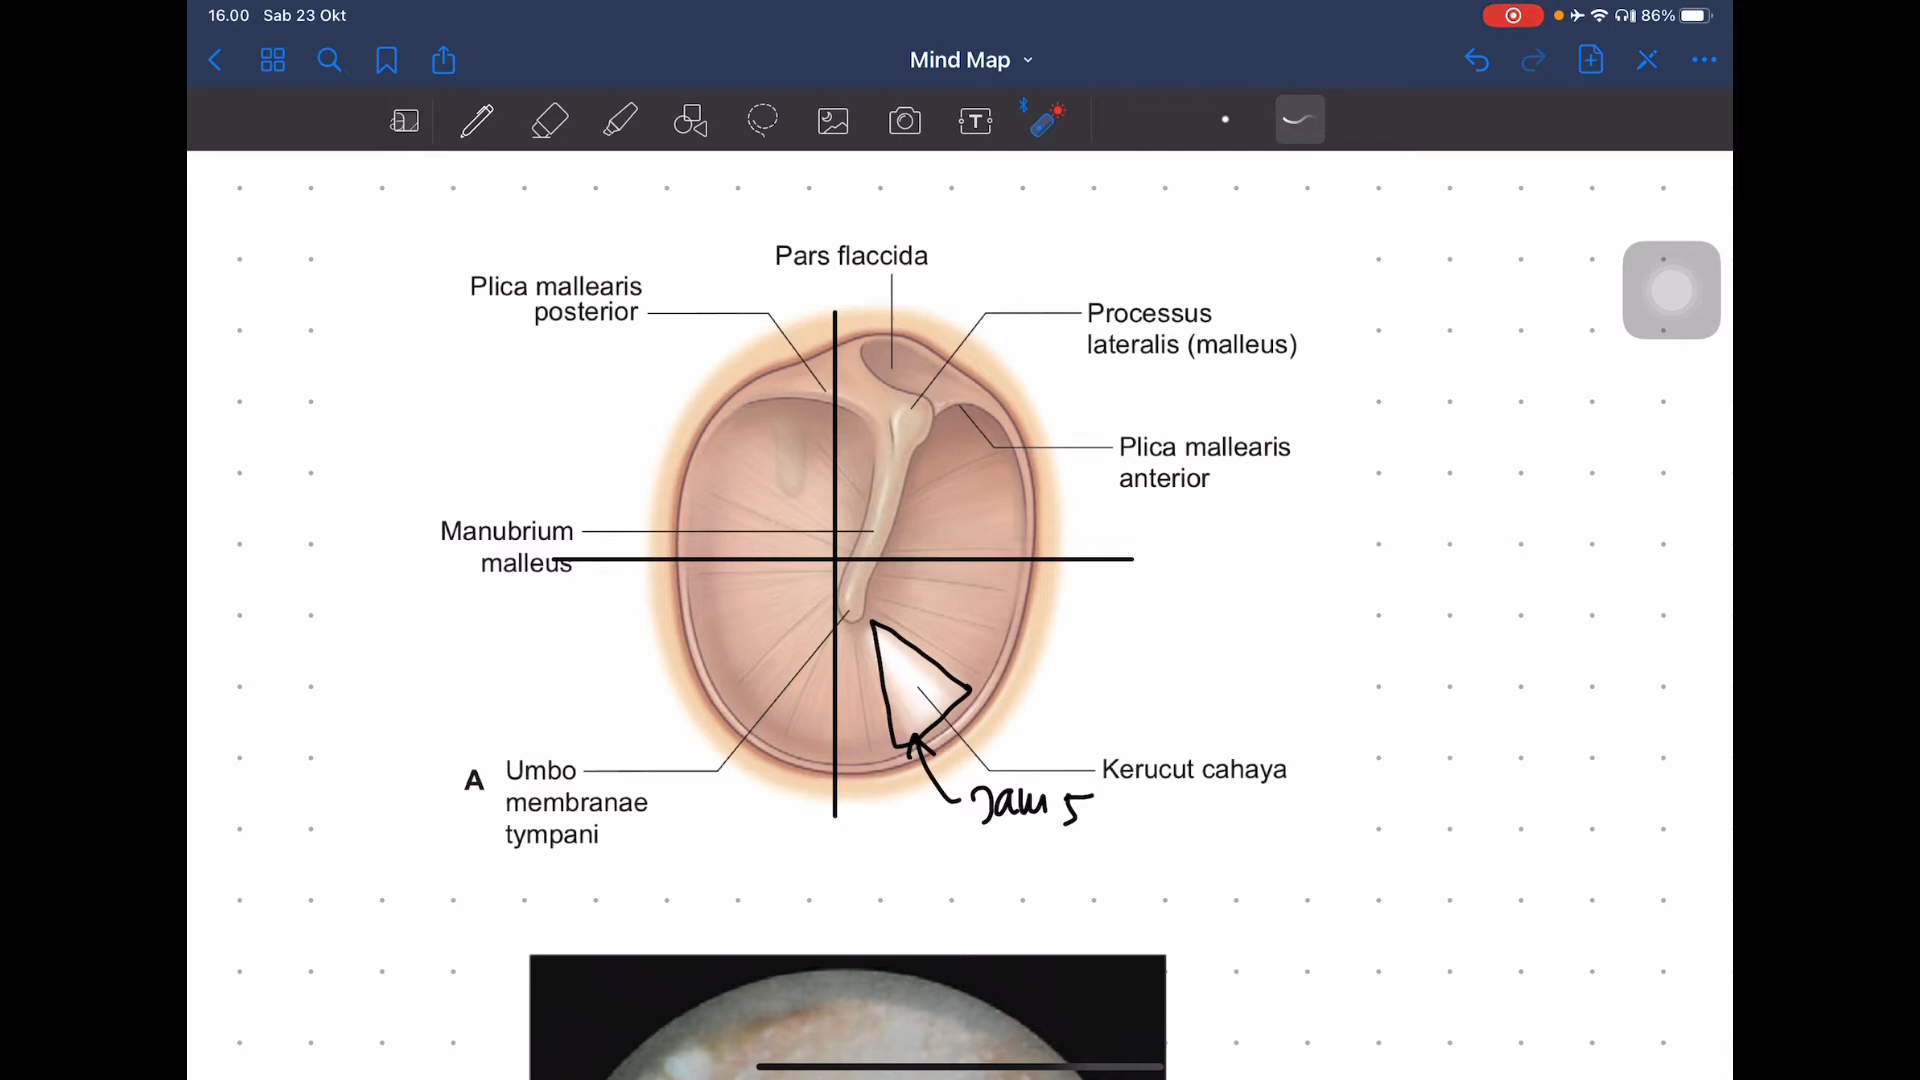 16.00 Sab 23 Okt
86%
Mind Map
T
Pars flaccida
Plica mallearis
posterior
Processus
lateralis (malleus)
Plica mallearis
anterior
Manubrium
malleus
A
Umbo
membranae
tympani
Kerucut cahaya
Jam 5